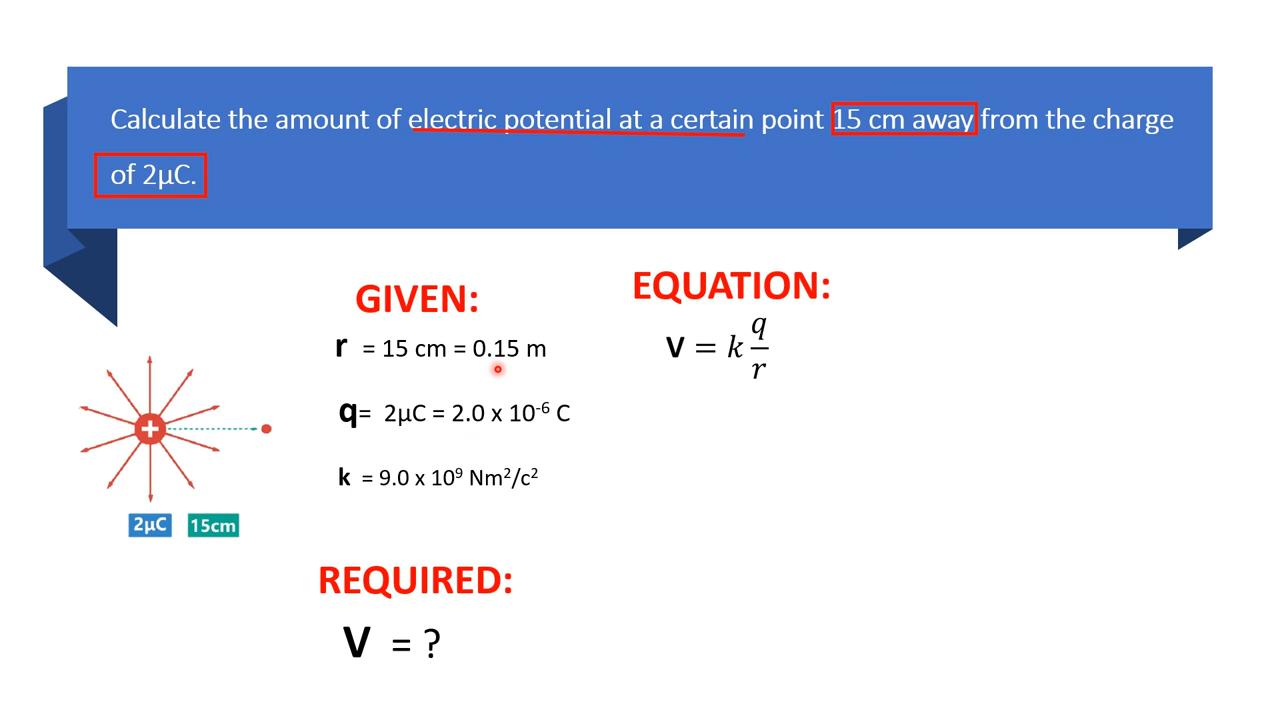 Calculate the amount of electric potential at a certain point 15 cm away from the charge
of 2µC.
GIVEN:
r = 15 cm = 0.15 m
q= 2µC = 2.0 x 10⁻⁶ C
k = 9.0 x 10⁹ Nm²/c²
EQUATION:
V = k q/r
2µC 15cm
REQUIRED:
V = ?